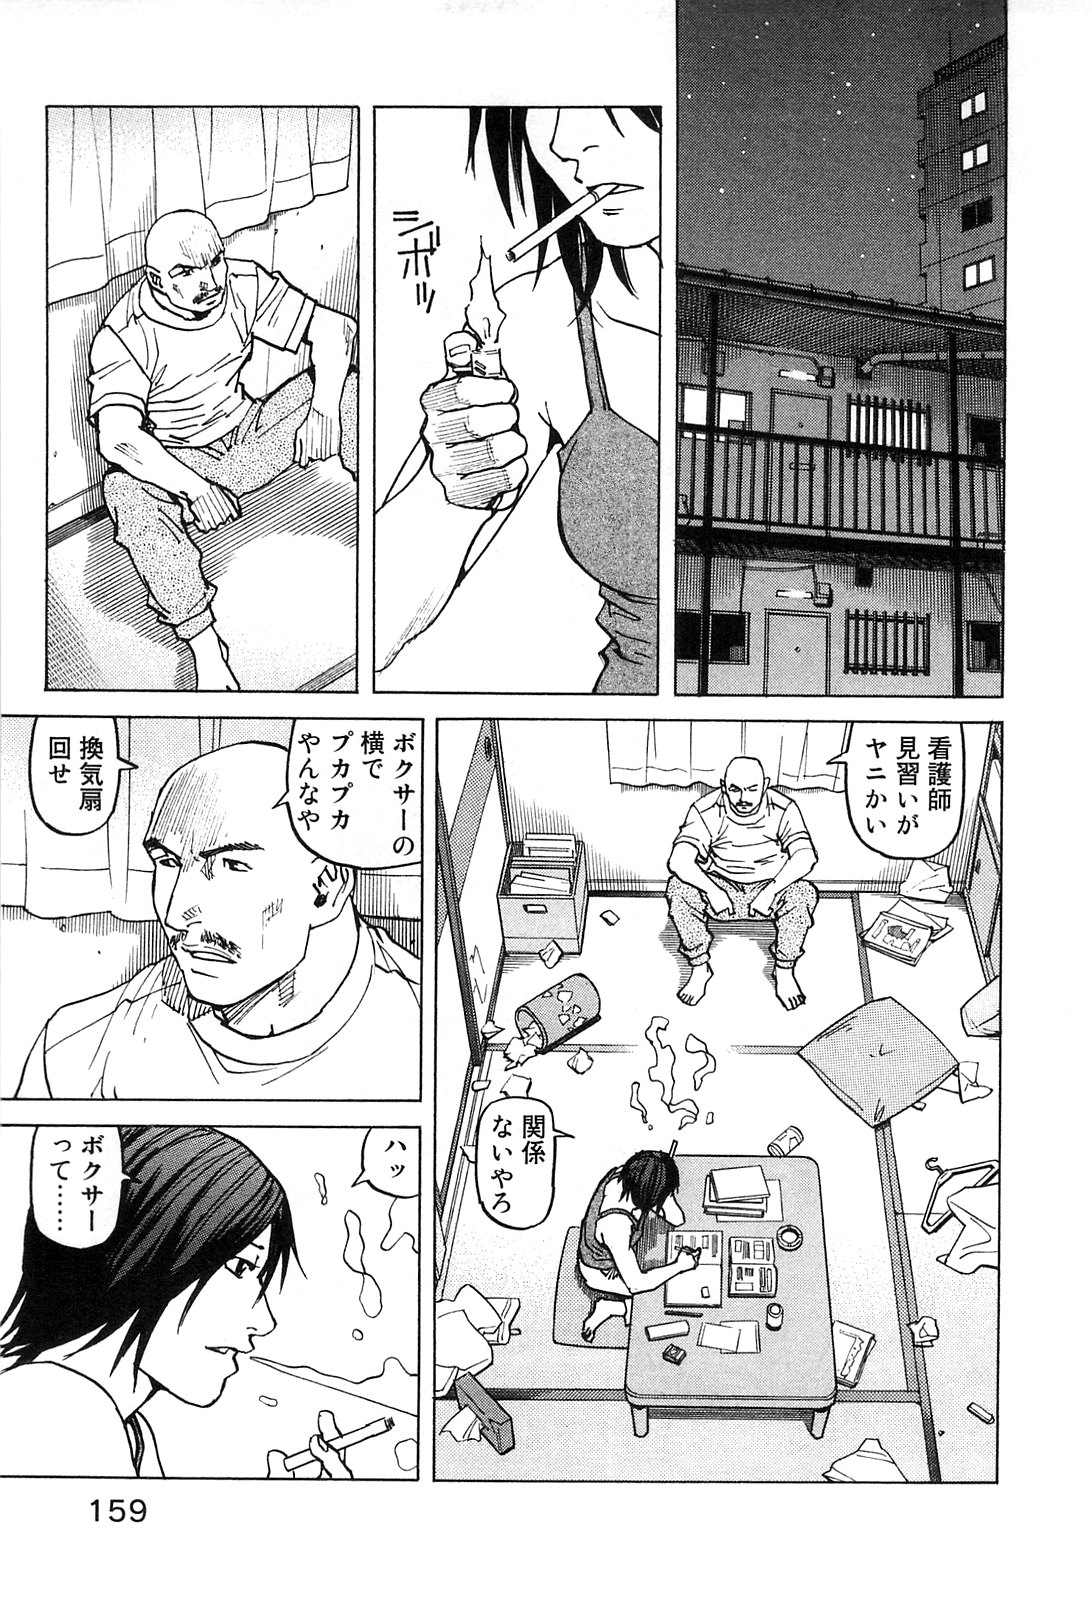 シボッ
看護師
見習いが
ヤニかい
関係
ないやろ
ボクサーの
横で
プカプカ
やんなや
換気扇
回せ
ハッ
ボクサー
って……
159